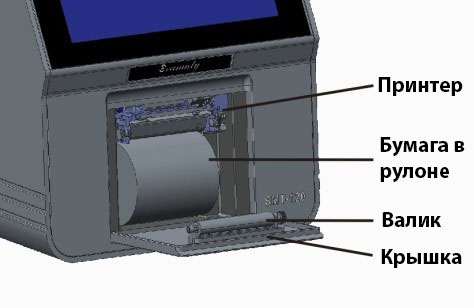 Принтер
Бумага в
рулоне
Валик
Крышка